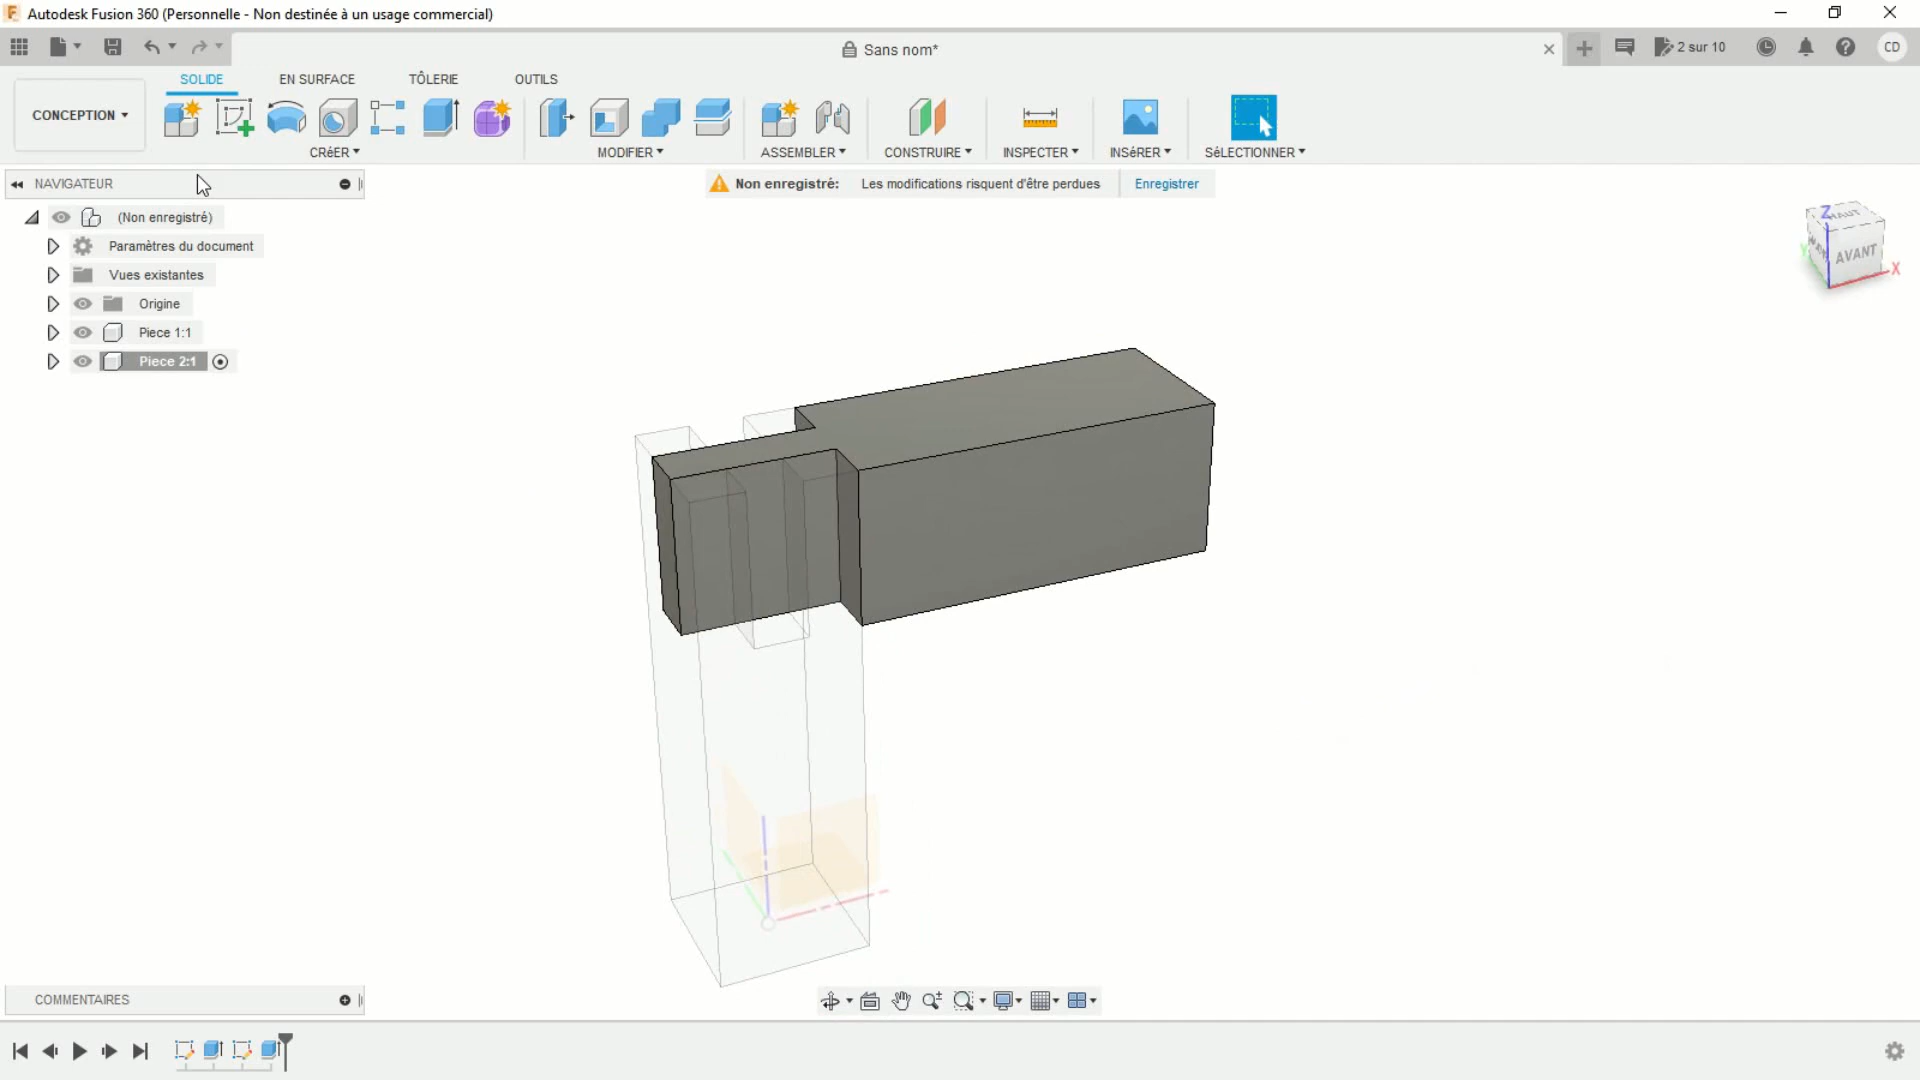 Autodesk Fusion 360 (Personnelle - Non destinée à un usage commercial)
Sans nom*
2 sur 10
CD
CONCEPTION
SOLIDE
EN SURFACE
TÔLERIE
OUTILS
CRéER
MODIFIER
ASSEMBLER
CONSTRUIRE
INSPECTER
INSéRER
SéLECTIONNER
NAVIGATEUR
Non enregistré:
Les modifications risquent d'être perdues
Enregistrer
(Non enregistré)
Paramètres du document
Vues existantes
Origine
Piece 1:1
Piece 2:1
Z
HAUT
AVANT
Y
X
COMMENTAIRES